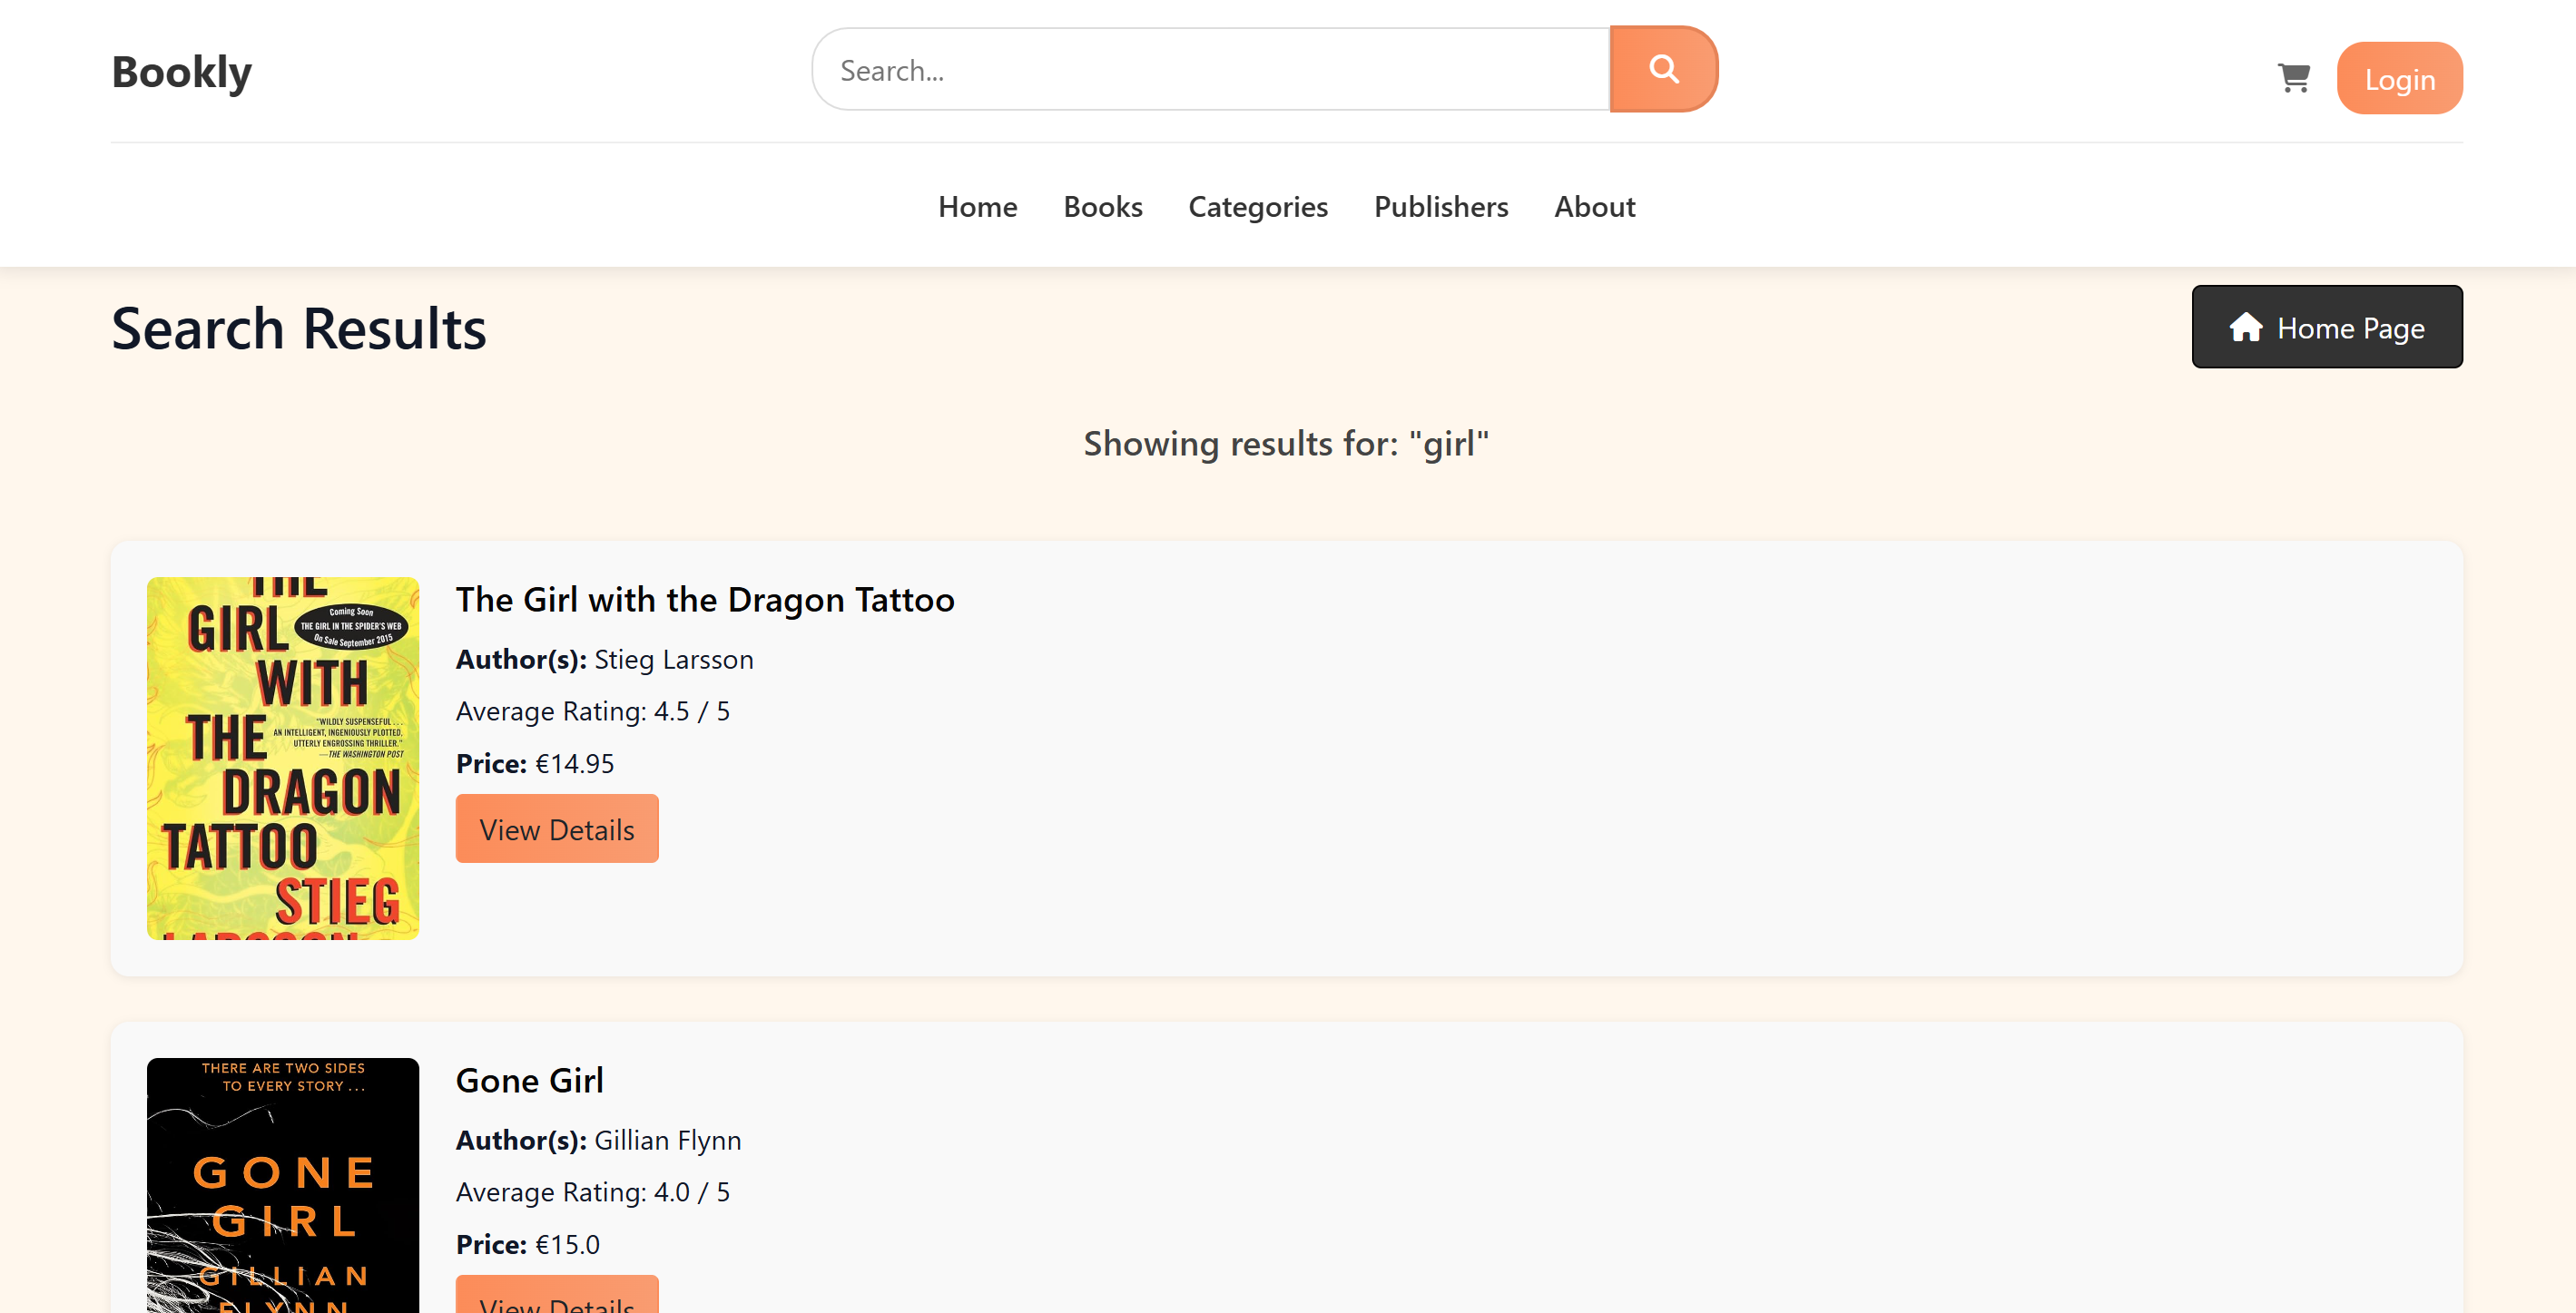 Bookly
Search...
Login
Home Books Categories Publishers About
Search Results
Home Page
Showing results for: "girl"
THE
GIRL
Coming Soon
THE GIRL IN THE SPIDER'S WEB
On Sale September 2015
WITH
THE
"WILDLY SUSPENSEFUL . . .
AN INTELLIGENT, INGENIOUSLY PLOTTED,
UTTERLY ENGROSSING THRILLER."
—THE WASHINGTON POST
DRAGON
TATTOO
STIEG
LARSSON
The Girl with the Dragon Tattoo
Author(s): Stieg Larsson
Average Rating: 4.5 / 5
Price: €14.95
View Details
THERE ARE TWO SIDES
TO EVERY STORY . . .
GONE
GIRL
GILLIAN
FLYNN
Gone Girl
Author(s): Gillian Flynn
Average Rating: 4.0 / 5
Price: €15.0
View Details